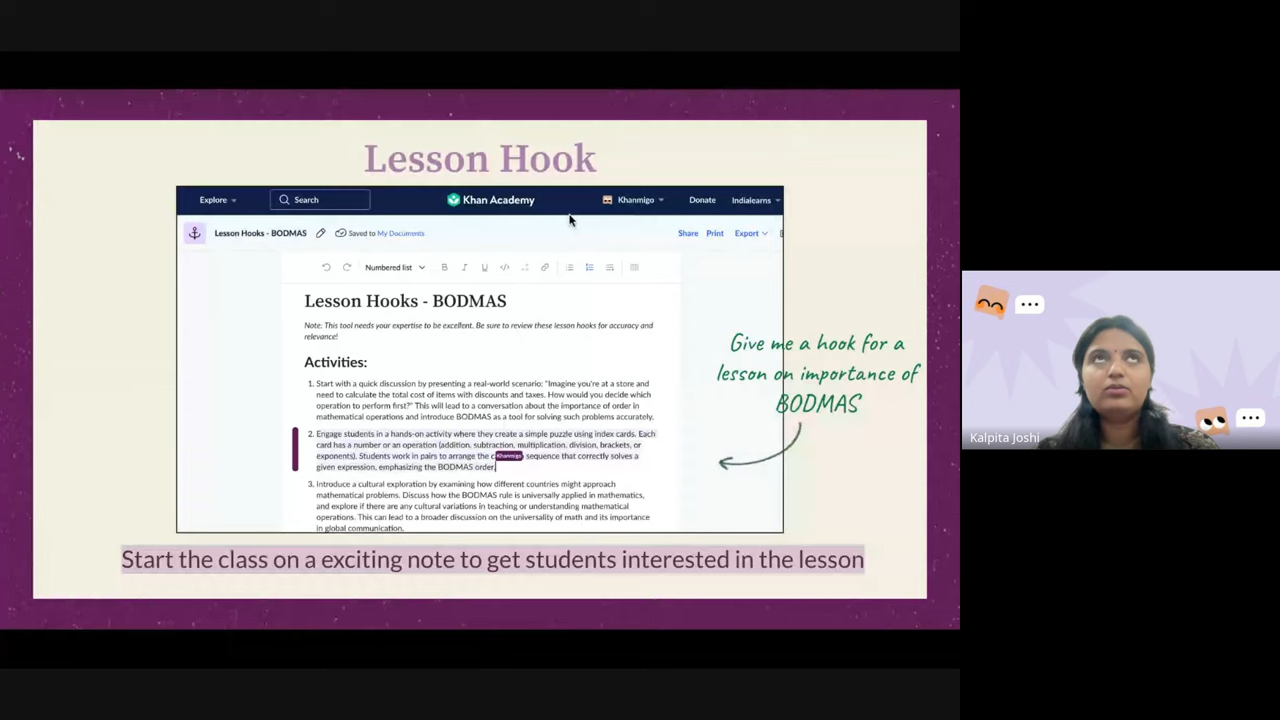 Lesson Hook
Explore
Search
Khan Academy
Khanmigo
Donate
Indialearns
Lesson Hooks - BODMAS
Saved to My Documents
Share
Print
Export
Numbered list
B
I
U
Lesson Hooks - BODMAS
Note: This tool needs your expertise to be excellent. Be sure to review these lesson hooks for accuracy and
relevance!
Activities:
1. Start with a quick discussion by presenting a real-world scenario: "Imagine you're at a store and
need to calculate the total cost of items with discounts and taxes. How would you decide which
operation to perform first?" This will lead to a conversation about the importance of order in
mathematical operations and introduce BODMAS as a tool for solving such problems accurately.
2. Engage students in a hands-on activity where they create a simple puzzle using index cards. Each
card has a number or an operation (addition, subtraction, multiplication, division, brackets, or
exponents). Students work in pairs to arrange the c Khanmigo sequence that correctly solves a
given expression, emphasizing the BODMAS order.
3. Introduce a cultural exploration by examining how different countries might approach
mathematical problems. Discuss how the BODMAS rule is universally applied in mathematics,
and explore if there are any cultural variations in teaching or understanding mathematical
operations. This can lead to a broader discussion on the universality of math and its importance
in global communication.
Give me a hook for a
lesson on importance of
BODMAS
Start the class on a exciting note to get students interested in the lesson
Kalpita Joshi